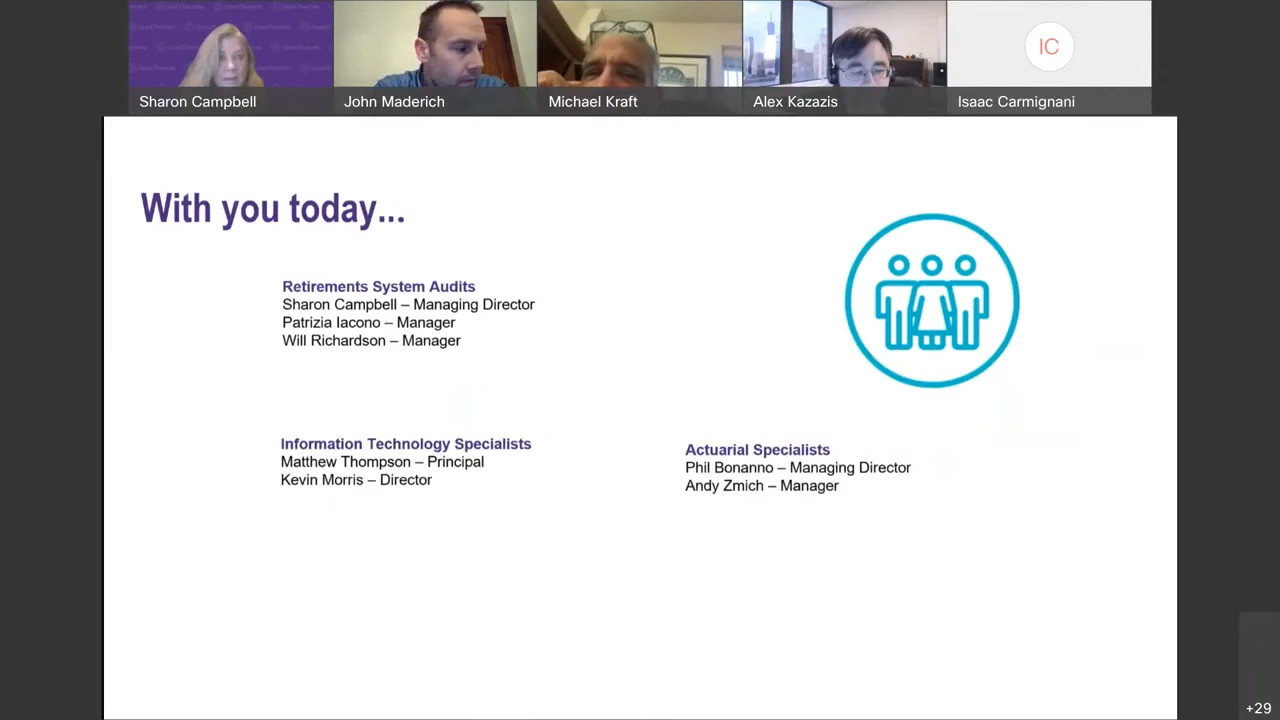 Sharon Campbell
John Maderich
Michael Kraft
Alex Kazazis
IC
Isaac Carmignani
With you today...
Retirements System Audits
Sharon Campbell – Managing Director
Patrizia Iacono – Manager
Will Richardson – Manager
Information Technology Specialists
Matthew Thompson – Principal
Kevin Morris – Director
Actuarial Specialists
Phil Bonanno – Managing Director
Andy Zmich – Manager
+29